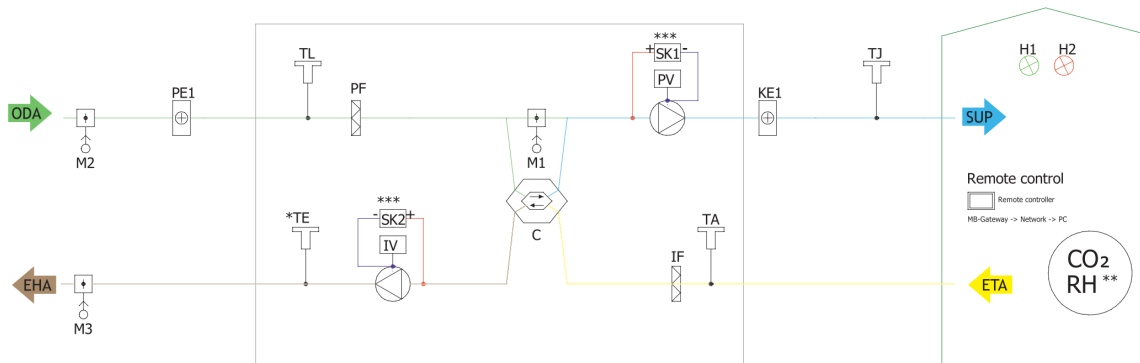 ***
SK1
+ -
PV
TL
PF
PE1
KE1
TJ
H1 H2
ODA
M2
M1
SUP
***
SK2
- +
IV
*TE
C
TA
IF
EHA
M3
ETA
Remote control
Remote controller
MB-Gateway -> Network -> PC
CO₂
RH **